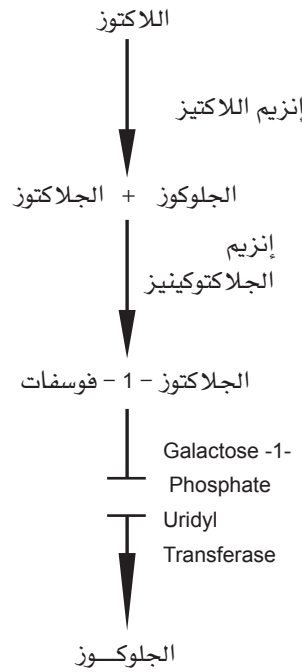 اللاكتوز
إنزيم اللاكتيز
الجلوكوز + الجلاكتوز
إنزيم
الجلاكتوكينيز
الجلاكتوز - 1 - فوسفات
Galactose -1-
Phosphate
Uridyl
Transferase
الجلوكــوز